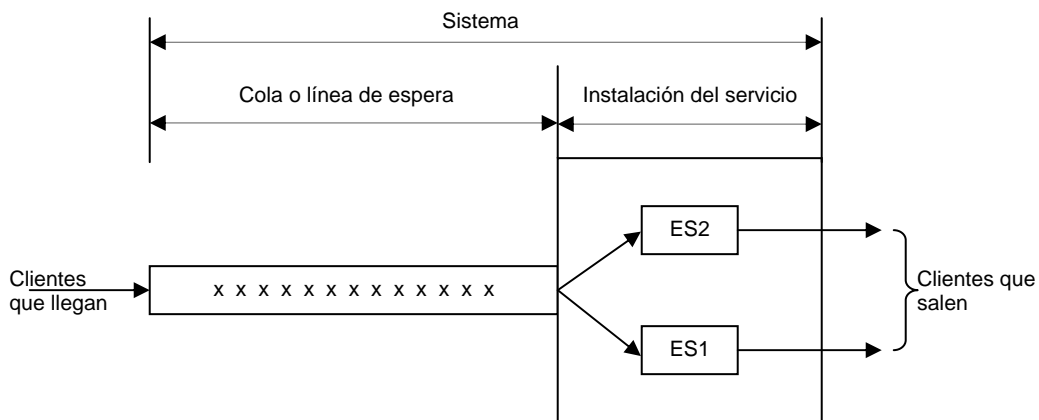 Sistema
Cola o línea de espera
Instalación del servicio
ES2
Clientes
que llegan
x x x x x x x x x x x x x
Clientes que
salen
ES1